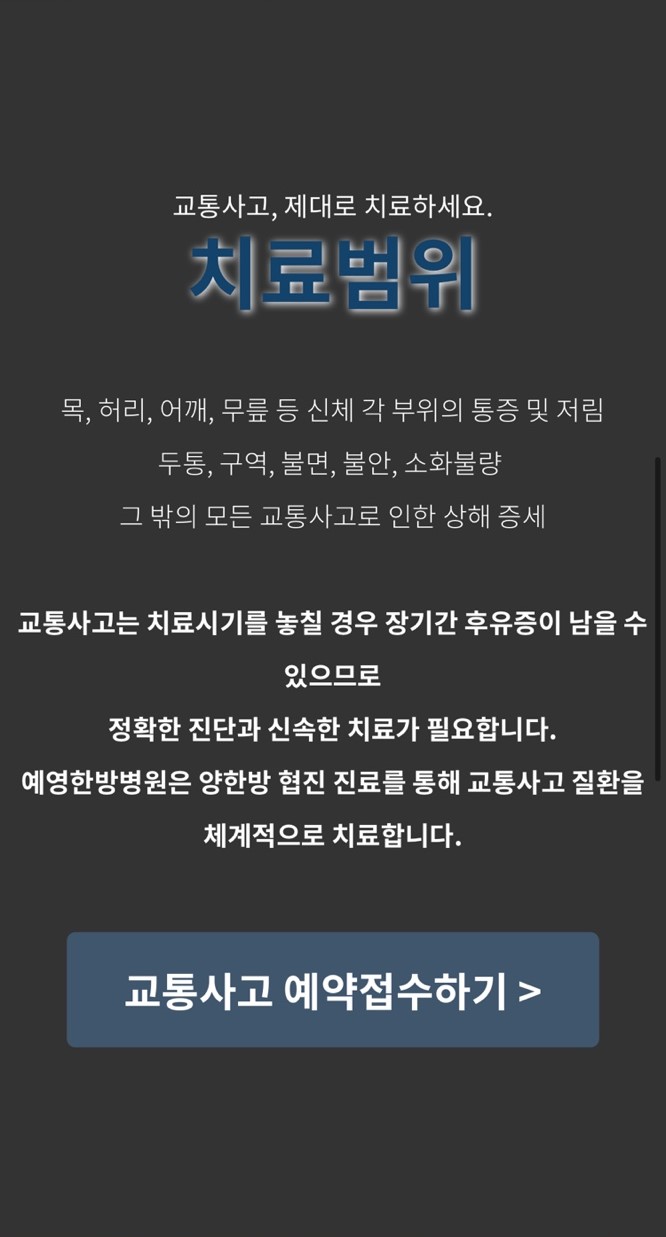 교통사고, 제대로 치료하세요.
치료범위
목, 허리, 어깨, 무릎 등 신체 각 부위의 통증 및 저림
두통, 구역, 불면, 불안, 소화불량
그 밖의 모든 교통사고로 인한 상해 증세
교통사고는 치료시기를 놓칠 경우 장기간 후유증이 남을 수
있으므로
정확한 진단과 신속한 치료가 필요합니다.
예영한방병원은 양한방 협진 진료를 통해 교통사고 질환을
체계적으로 치료합니다.
교통사고 예약접수하기 >